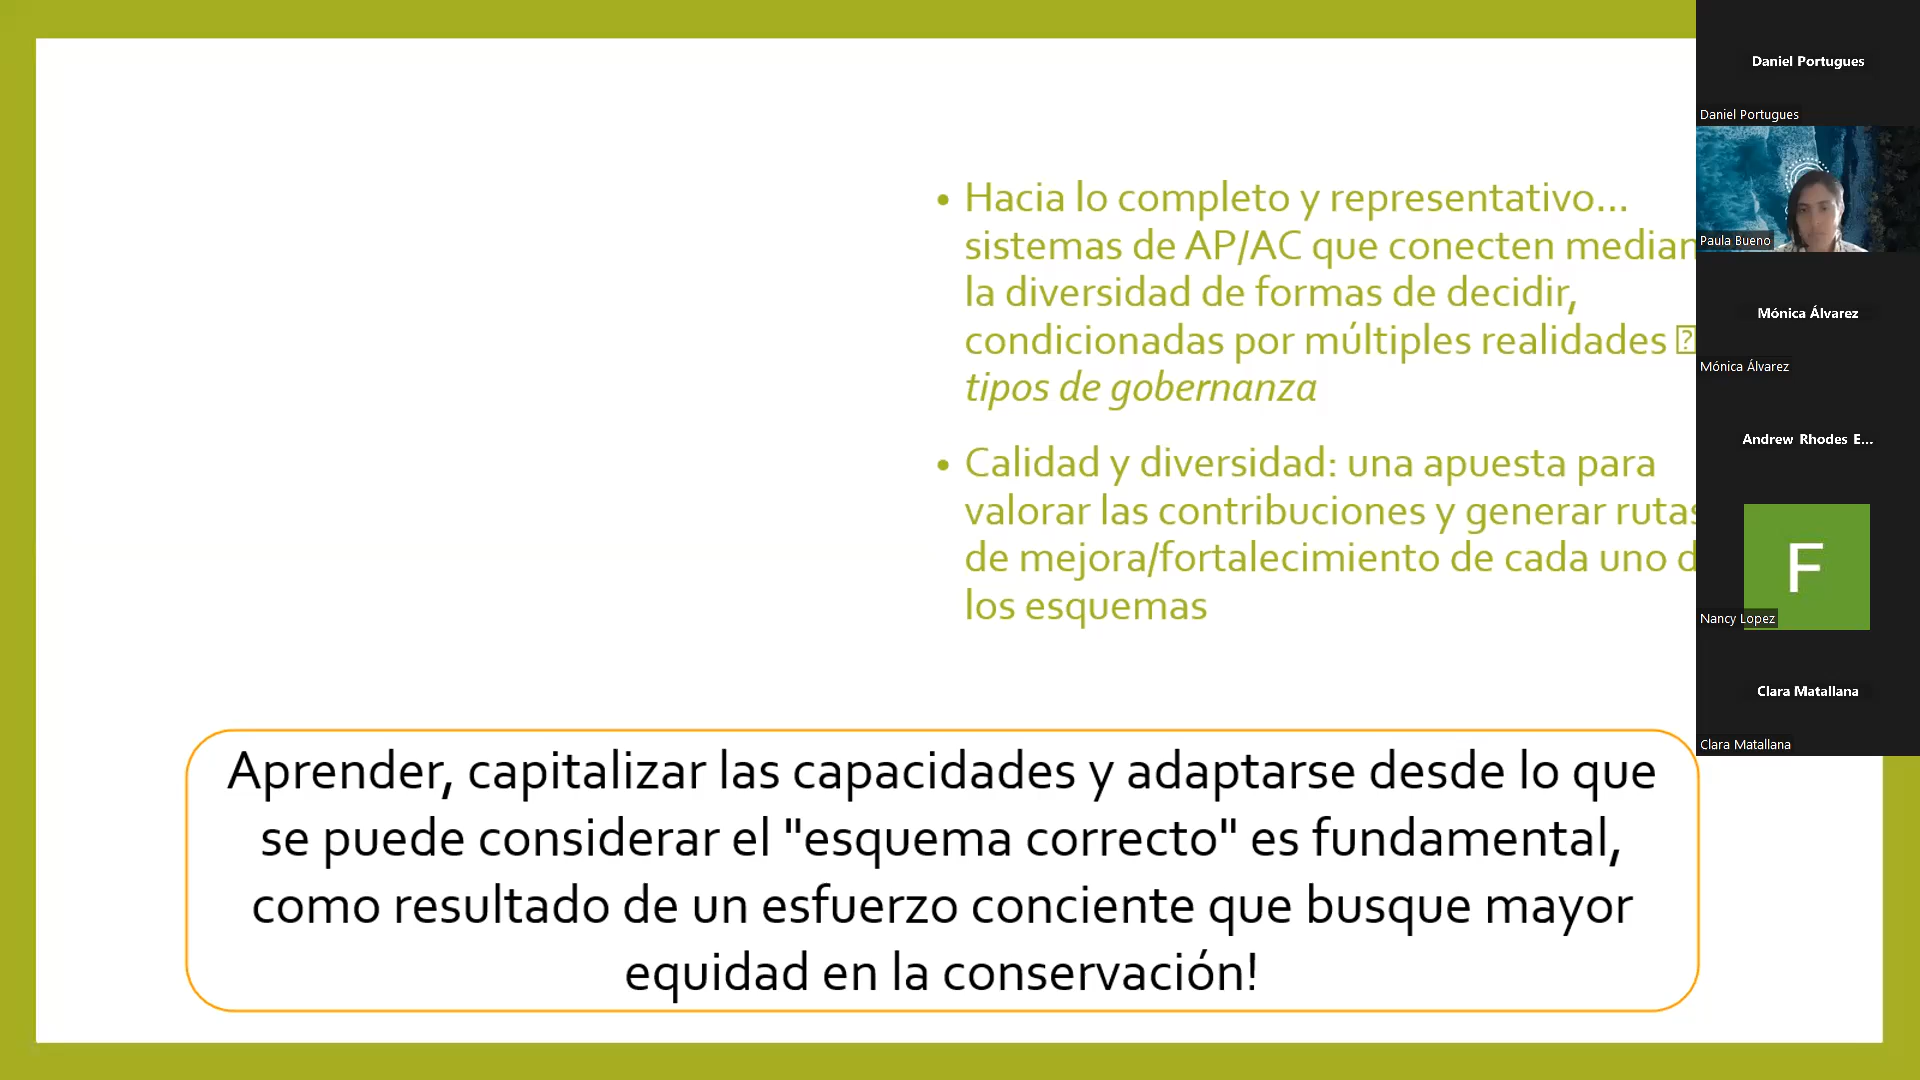 Hacia lo completo y representativo...
sistemas de AP/AC que conecten
la diversidad de formas de decidir,
condicionadas por múltiples realidades
tipos de gobernanza
Calidad y diversidad: una apuesta para
valorar las contribuciones y generar rutas
de mejora/fortalecimiento de cada uno
los esquemas
Aprender, capitalizar las capacidades y adaptarse desde lo que
se puede considerar el "esquema correcto" es fundamental,
como resultado de un esfuerzo conciente que busque mayor
equidad en la conservación!
Daniel Portugues
Daniel Portugues
Paula Bueno
Mónica Álvarez
Mónica Álvarez
Andrew Rhodes E...
F
Nancy Lopez
Clara Matallana
Clara Matallana